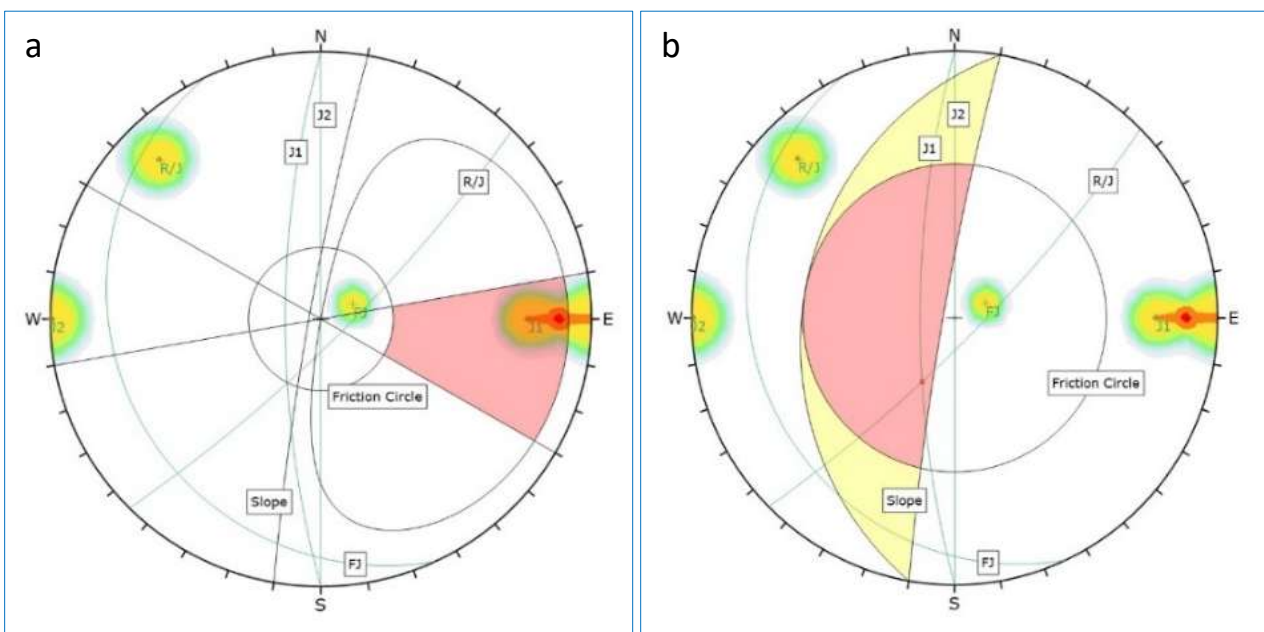 a
N
J2
J1
R/J
R/J
FJ
W
J2
J1
E
Friction Circle
Slope
FJ
S
b
N
J2
J1
R/J
R/J
FJ
W
J2
J1
E
Friction Circle
Slope
FJ
S